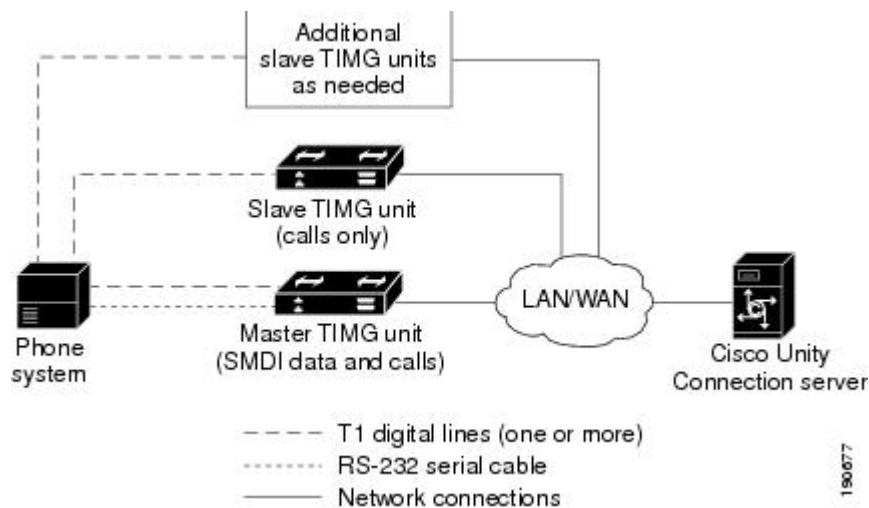 Additional
slave TIMG units
as needed
Slave TIMG unit
(calls only)
LAN/WAN
Phone
system
Master TIMG unit
(SMDI data and calls)
Cisco Unity
Connection server
T1 digital lines (one or more)
RS-232 serial cable
Network connections
190677